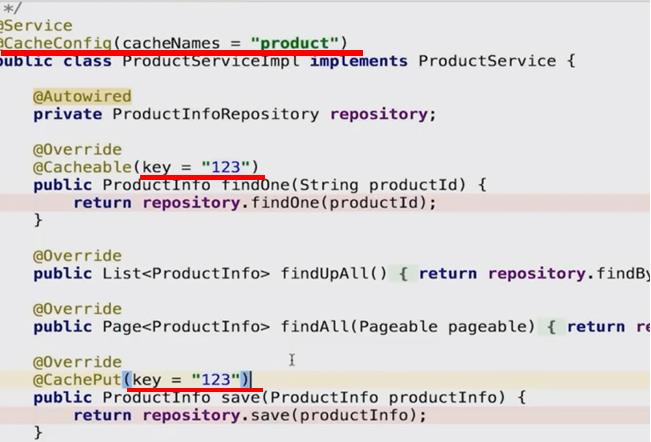 */
@Service
@CacheConfig(cacheNames = "product")
public class ProductServiceImpl implements ProductService {
@Autowired
private ProductInfoRepository repository;
@Override
@Cacheable(key = "123")
public ProductInfo findOne(String productId) {
return repository.findOne(productId);
}
@Override
public List<ProductInfo> findUpAll() { return repository.findBy
@Override
public Page<ProductInfo> findAll(Pageable pageable) { return re
@Override
@CachePut(key = "123")
public ProductInfo save(ProductInfo productInfo) {
return repository.save(productInfo);
}